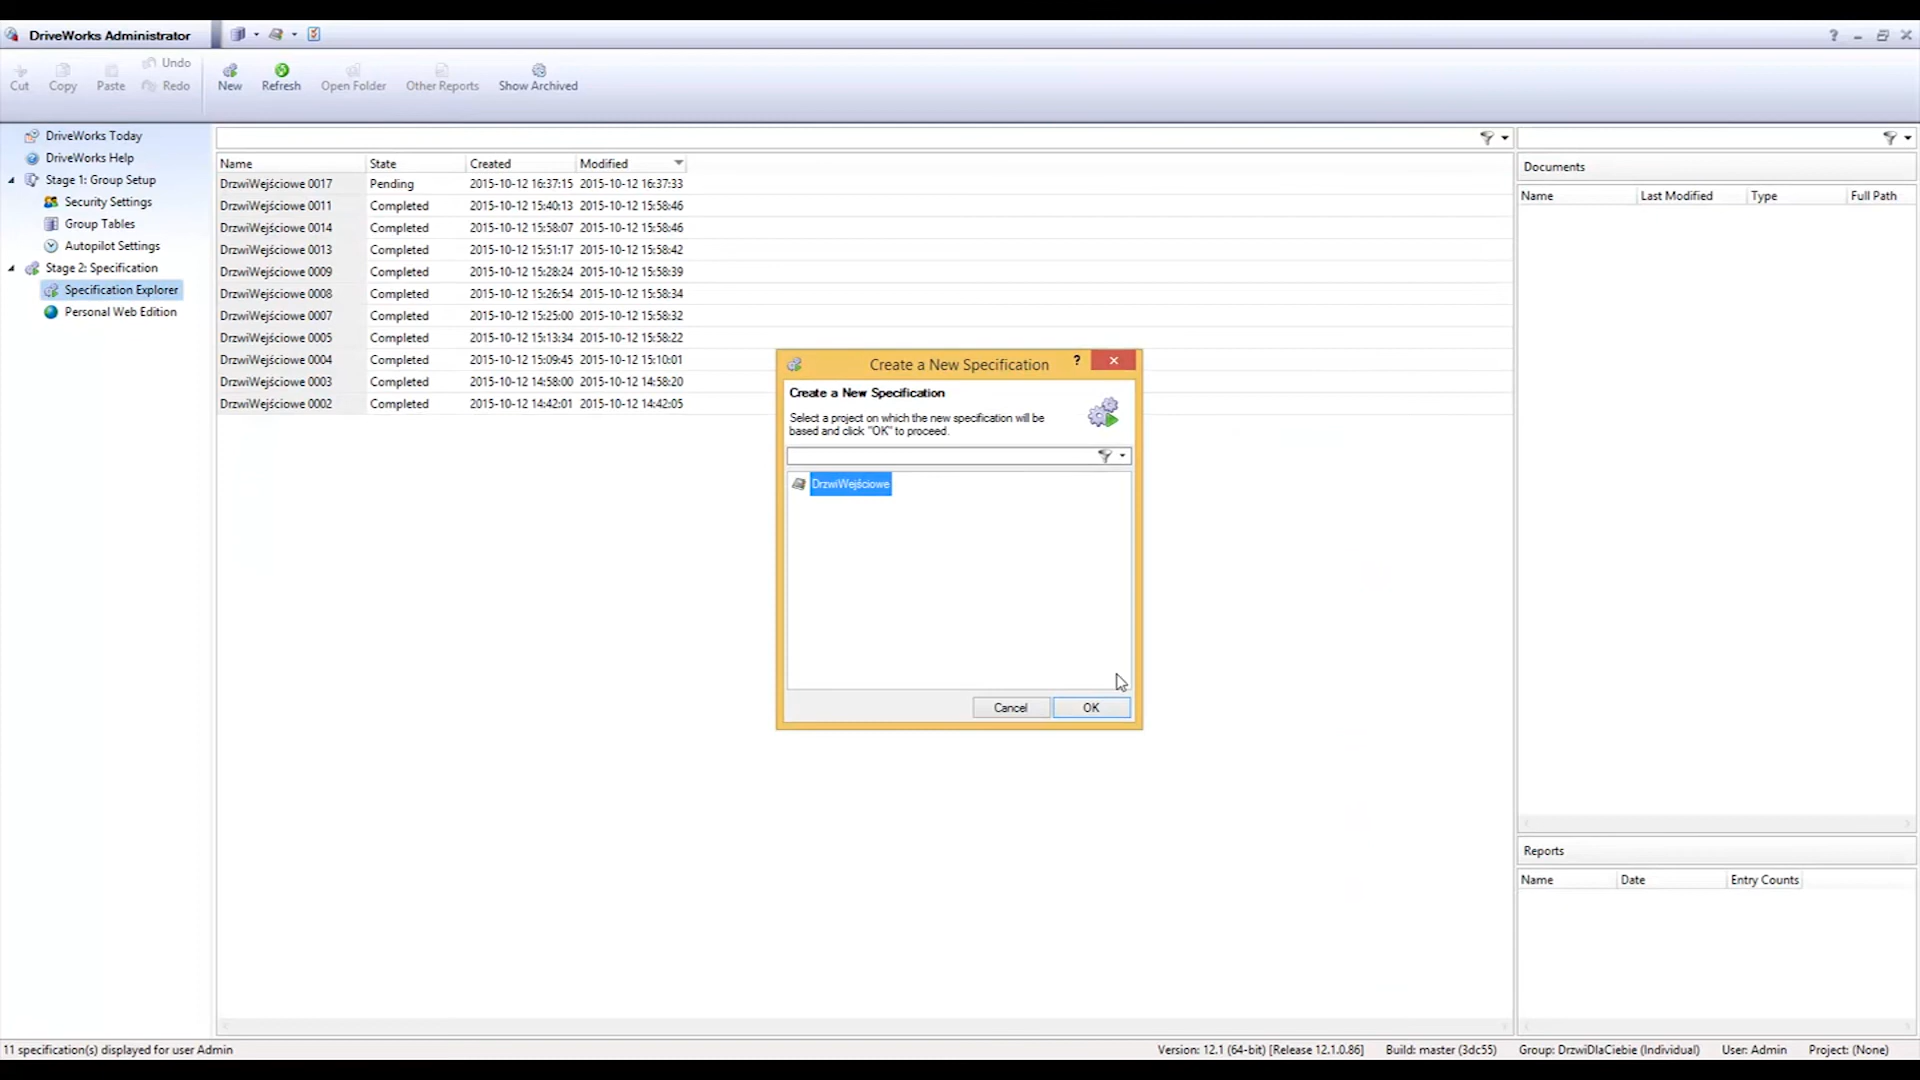 DriveWorks Administrator
Cut
Copy
Paste
Undo
Redo
New
Refresh
Open Folder
Other Reports
Show Archived
DriveWorks Today
DriveWorks Help
Stage 1: Group Setup
Security Settings
Group Tables
Autopilot Settings
Stage 2: Specification
Specification Explorer
Personal Web Edition
Name State Created Modified
DrzwiWejściowe 0017 Pending 2015-10-12 16:37:15 2015-10-12 16:37:33
DrzwiWejściowe 0011 Completed 2015-10-12 15:40:13 2015-10-12 15:58:46
DrzwiWejściowe 0014 Completed 2015-10-12 15:58:07 2015-10-12 15:58:46
DrzwiWejściowe 0013 Completed 2015-10-12 15:51:17 2015-10-12 15:58:42
DrzwiWejściowe 0009 Completed 2015-10-12 15:28:24 2015-10-12 15:58:39
DrzwiWejściowe 0008 Completed 2015-10-12 15:26:54 2015-10-12 15:58:34
DrzwiWejściowe 0007 Completed 2015-10-12 15:25:00 2015-10-12 15:58:32
DrzwiWejściowe 0005 Completed 2015-10-12 15:13:34 2015-10-12 15:58:22
DrzwiWejściowe 0004 Completed 2015-10-12 15:09:45 2015-10-12 15:10:01
DrzwiWejściowe 0003 Completed 2015-10-12 14:58:00 2015-10-12 14:58:20
DrzwiWejściowe 0002 Completed 2015-10-12 14:42:01 2015-10-12 14:42:05
Create a New Specification
Create a New Specification
Select a project on which the new specification will be
based and click "OK" to proceed.
DrzwiWejściowe
Cancel
OK
Documents
Name Last Modified Type Full Path
Reports
Name Date Entry Counts
11 specification(s) displayed for user Admin
Version: 12.1 (64-bit) [Release 12.1.0.86] Build: master (3dc55) Group: DrzwiDlaCiebie (Individual) User: Admin Project: (None)